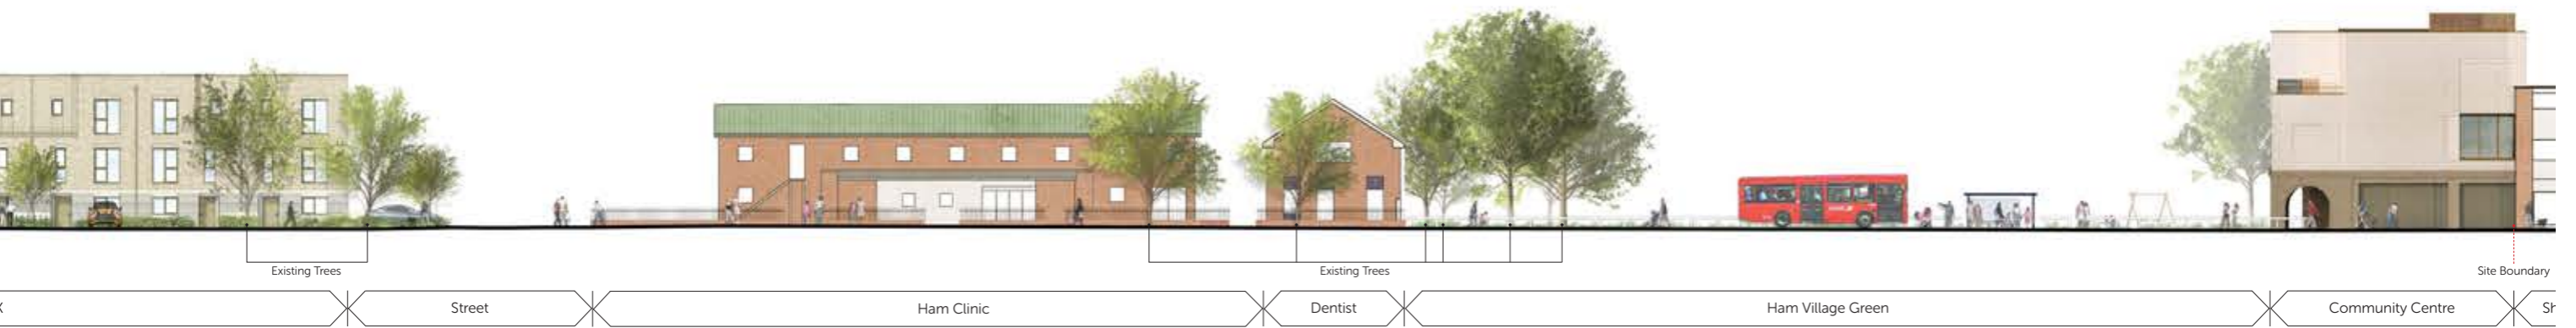 Existing Trees
Existing Trees
Site Boundary
Street
Ham Clinic
Dentist
Ham Village Green
Community Centre